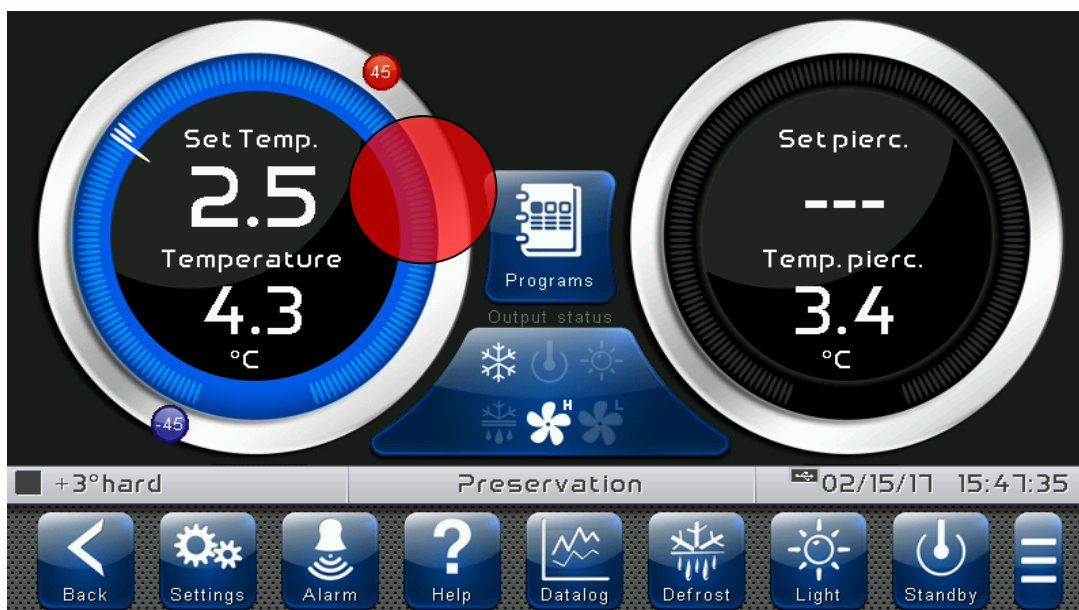 45
Set Temp.
2.5
Temperature
4.3
°C
-45
Programs
Output status
H
L
Set pierc.
---
Temp. pierc.
3.4
°C
+3°hard
Preservation
02/15/17 15:47:35
Back
Settings
Alarm
?
Help
Datalog
Defrost
Light
Standby